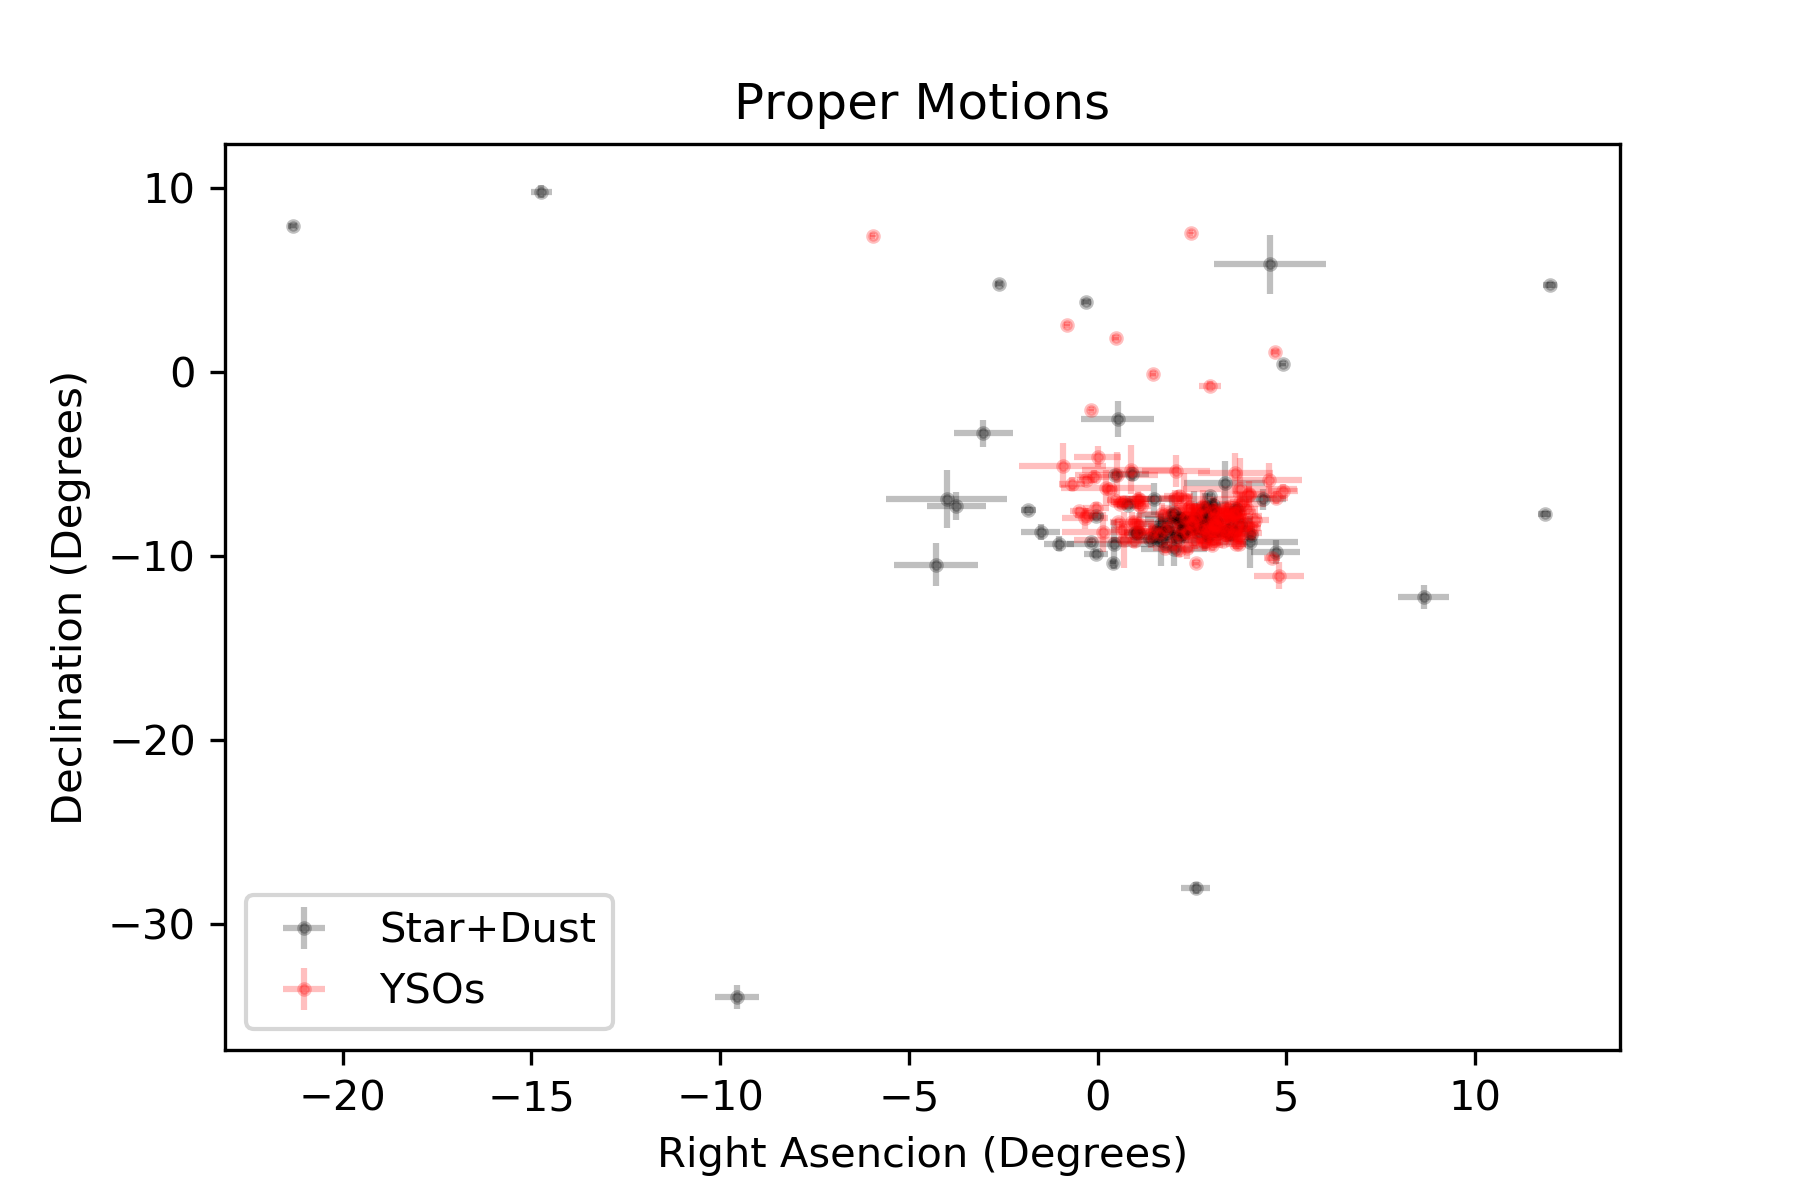 Proper Motions
10
0
−10
−20
−30
Declination (Degrees)
Star+Dust
YSOs
−20 −15 −10 −5 0 5 10
Right Asencion (Degrees)